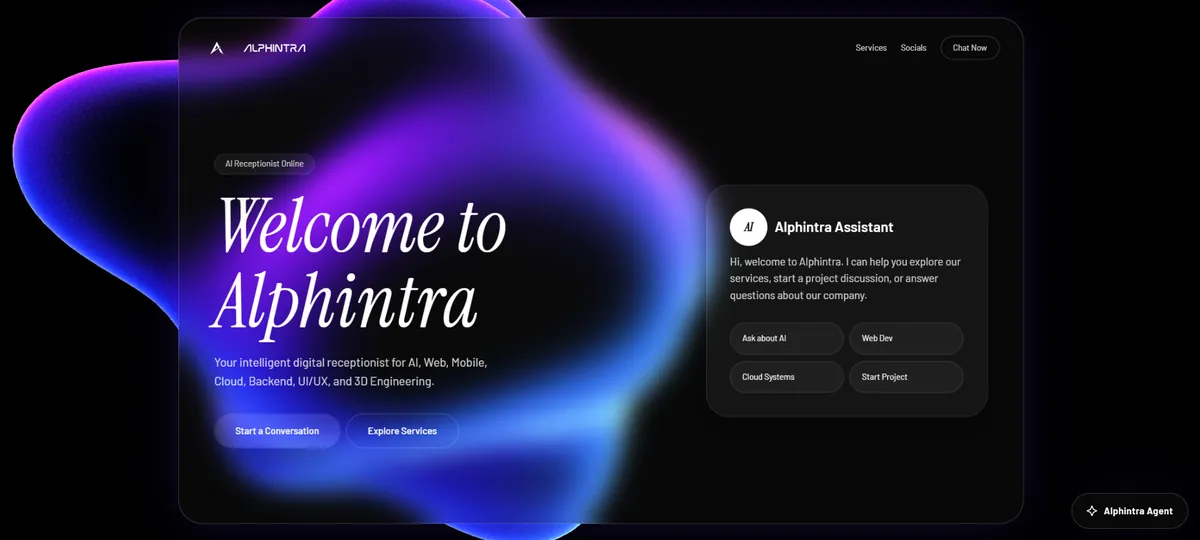 ALPHINTRA
Services
Socials
Chat Now
AI Receptionist Online
Welcome to
Alphintra
Your intelligent digital receptionist for AI, Web, Mobile,
Cloud, Backend, UI/UX, and 3D Engineering.
Start a Conversation
Explore Services
AI
Alphintra Assistant
Hi, welcome to Alphintra. I can help you explore our
services, start a project discussion, or answer
questions about our company.
Ask about AI
Web Dev
Cloud Systems
Start Project
Alphintra Agent